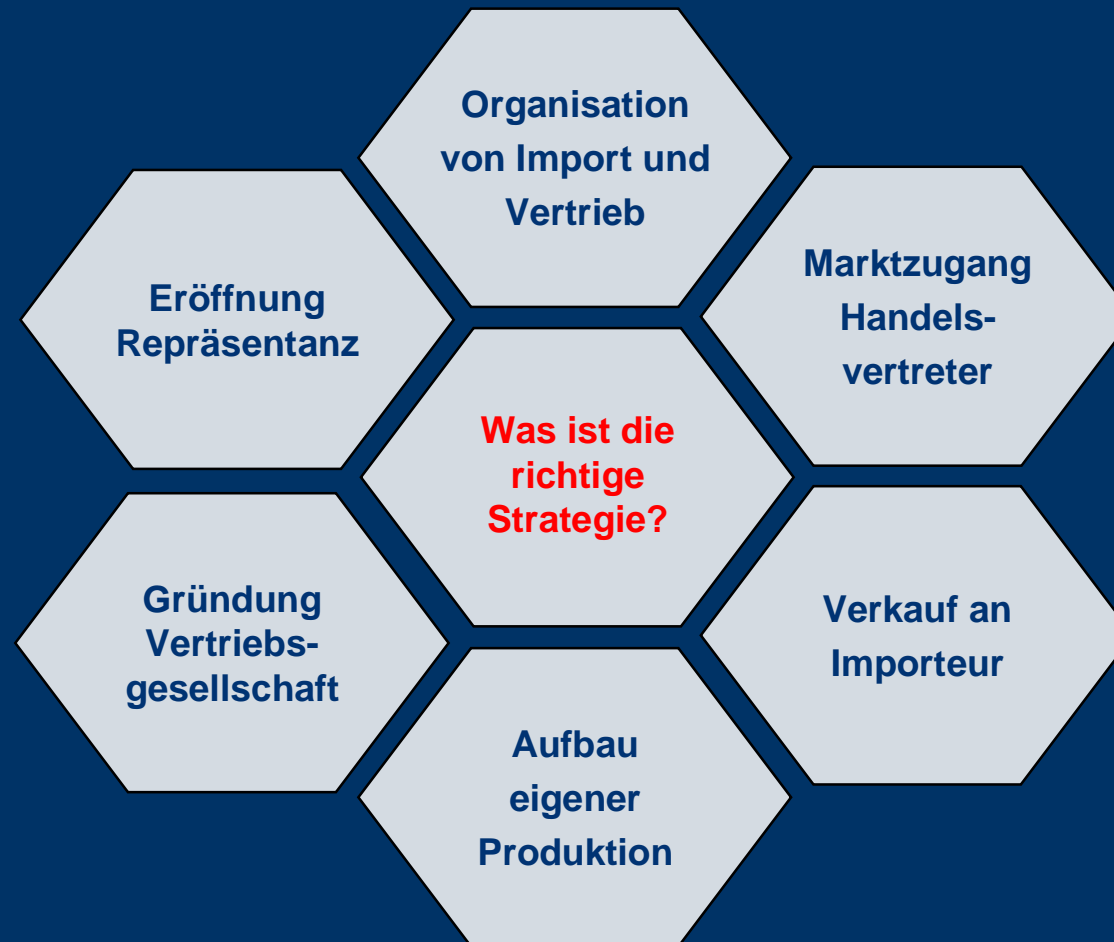 Organisation
von Import und
Vertrieb
Marktzugang
Handels-
vertreter
Eröffnung
Repräsentanz
Was ist die
richtige
Strategie?
Gründung
Vertriebs-
gesellschaft
Verkauf an
Importeur
Aufbau
eigener
Produktion